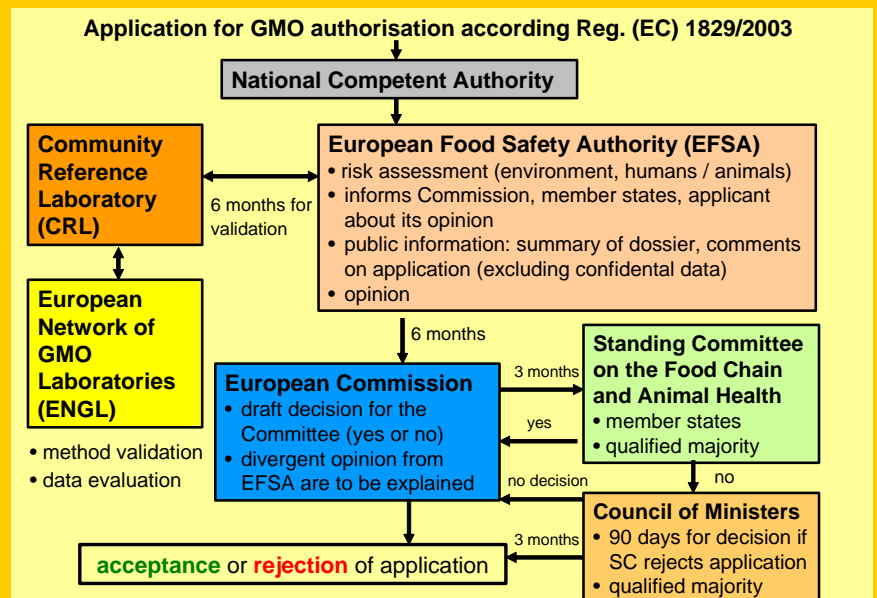 Application for GMO authorisation according Reg. (EC) 1829/2003
National Competent Authority
Community
Reference
Laboratory
(CRL)
6 months for
validation
European Food Safety Authority (EFSA)
• risk assessment (environment, humans / animals)
• informs Commission, member states, applicant
about its opinion
• public information: summary of dossier, comments
on application (excluding confidental data)
• opinion
European
Network of
GMO
Laboratories
(ENGL)
• method validation
• data evaluation
6 months
European Commission
• draft decision for the
Committee (yes or no)
• divergent opinion from
EFSA are to be explained
3 months
yes
no decision
Standing Committee
on the Food Chain
and Animal Health
• member states
• qualified majority
no
Council of Ministers
• 90 days for decision if
SC rejects application
• qualified majority
3 months
acceptance or rejection of application